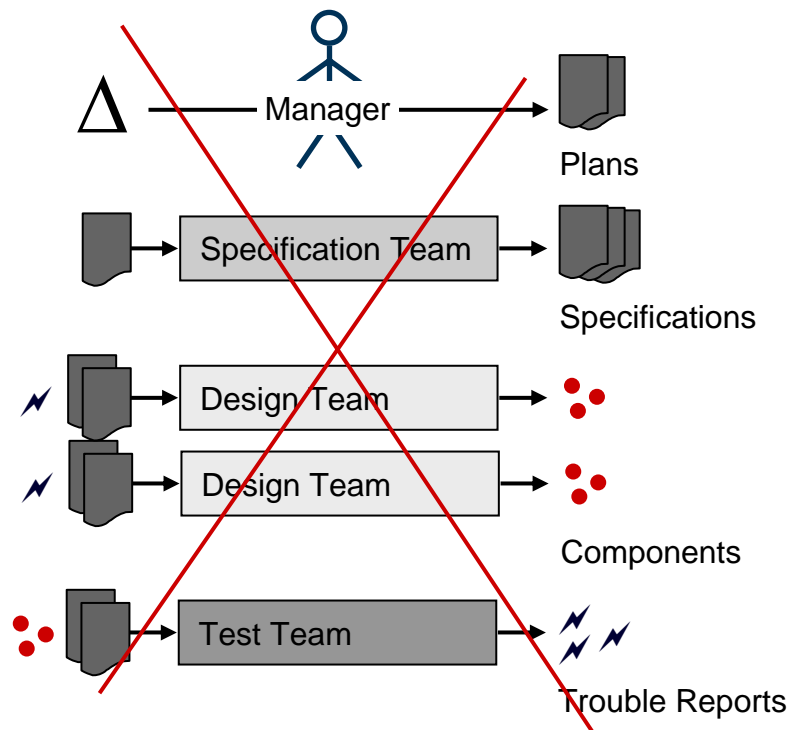 Δ
Manager
Plans
Specification Team
Specifications
Design Team
Design Team
Components
Test Team
Trouble Reports